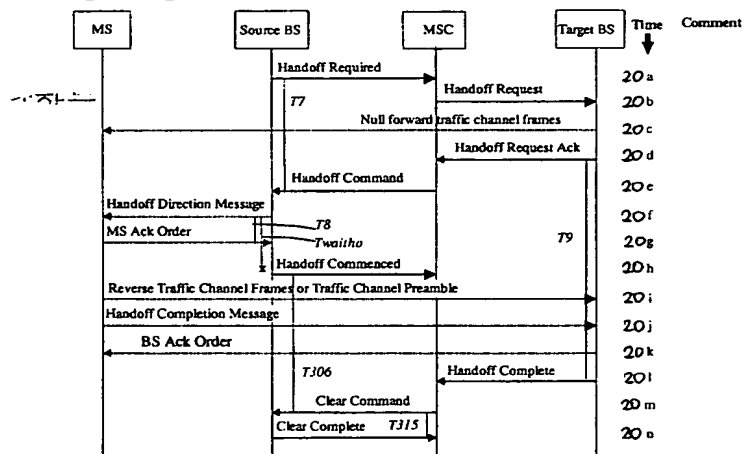 MS Source BS MSC Target BS Time Comment
Handoff Required 20a
T7 Handoff Request 20b
Null forward traffic channel frames 20c
Handoff Request Ack 20d
Handoff Command 20e
Handoff Direction Message 20f
T8
MS Ack Order Twaitho T9 20g
Handoff Commenced 20h
Reverse Traffic Channel Frames or Traffic Channel Preamble 20i
Handoff Completion Message 20j
BS Ack Order 20k
T306 Handoff Complete 20l
Clear Command 20m
Clear Complete T315 20n